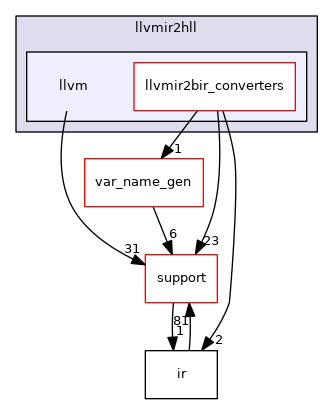 llvmir2hll
llvm
llvmir2bir_converters
1
var_name_gen
6
31
23
support
81
1
2
ir